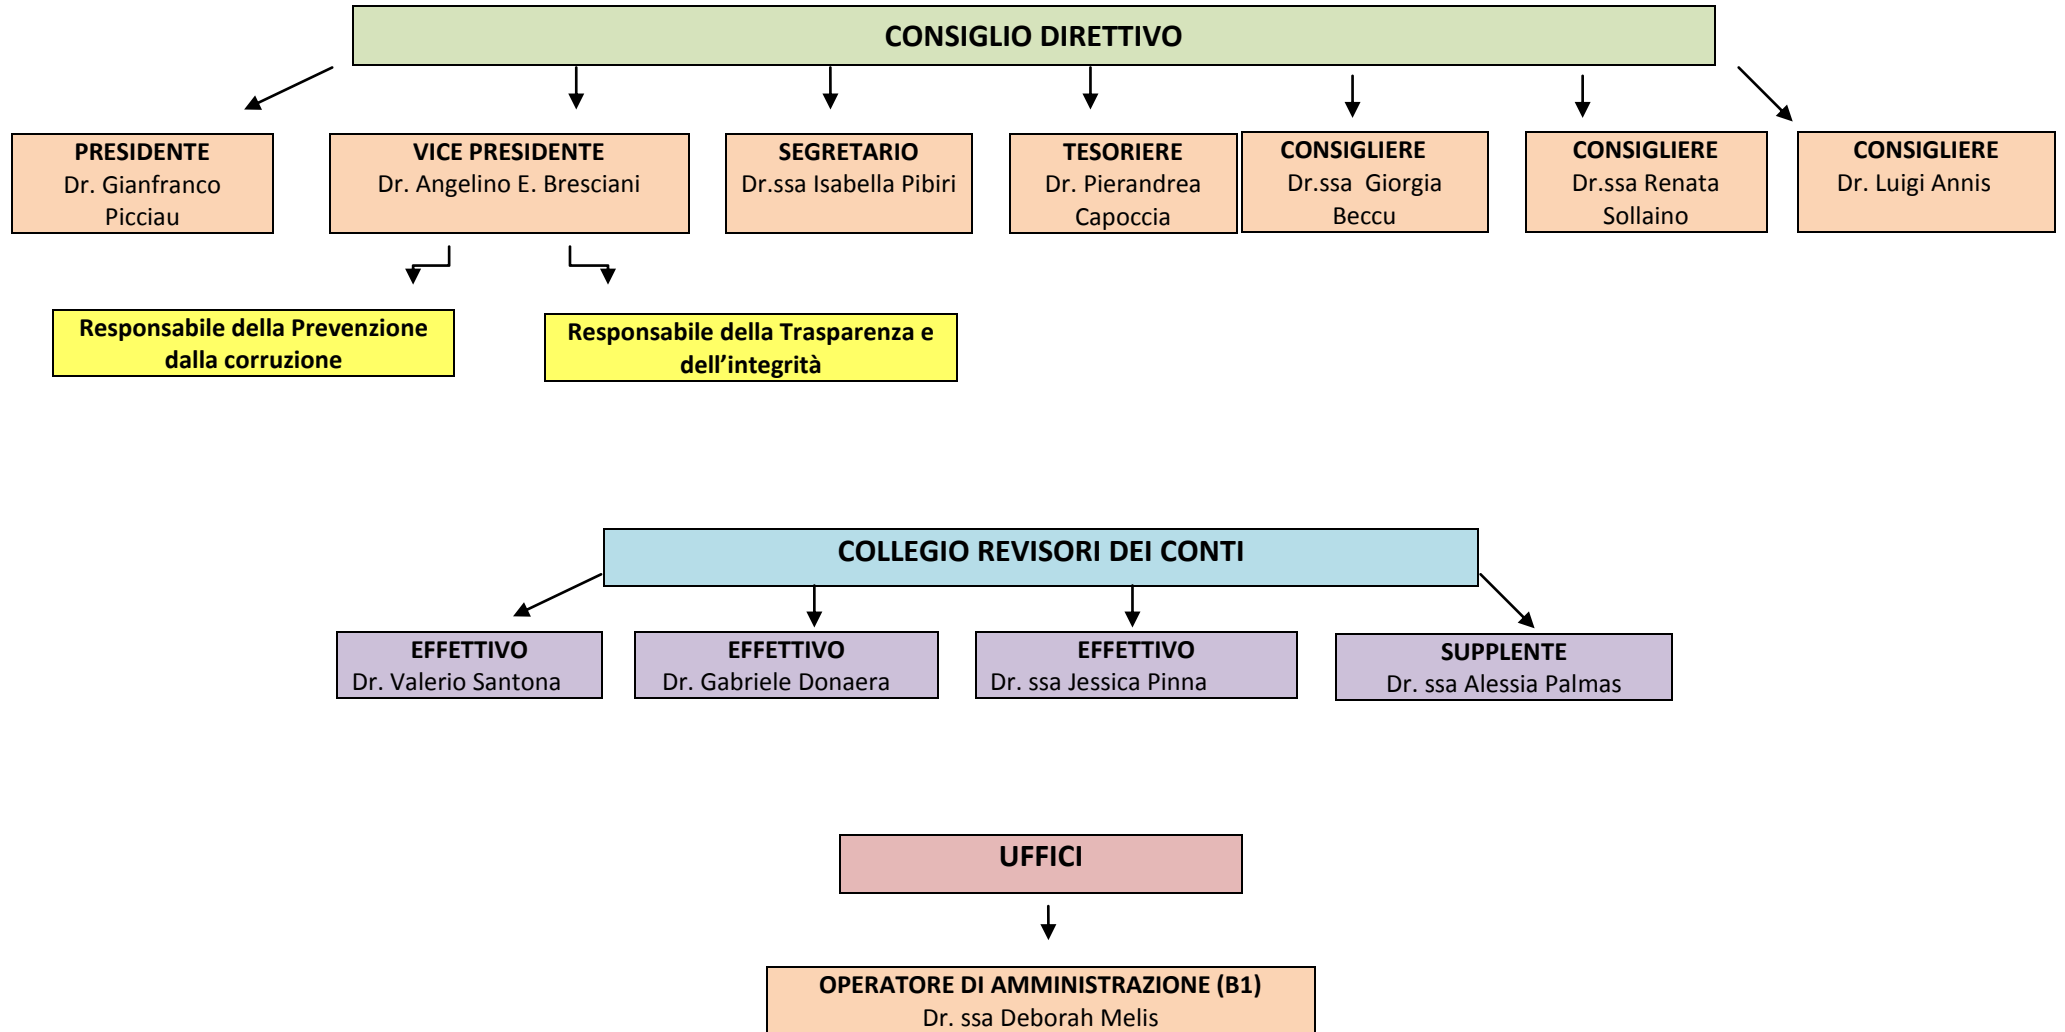 CONSIGLIO DIRETTIVO
PRESIDENTE
Dr. Gianfranco
Picciau
VICE PRESIDENTE
Dr. Angelino E. Bresciani
SEGRETARIO
Dr.ssa Isabella Pibiri
TESORIERE
Dr. Pierandrea
Capoccia
CONSIGLIERE
Dr.ssa Giorgia
Beccu
CONSIGLIERE
Dr.ssa Renata
Sollaino
CONSIGLIERE
Dr. Luigi Annis
Responsabile della Prevenzione
dalla corruzione
Responsabile della Trasparenza e
dell’integrità
COLLEGIO REVISORI DEI CONTI
EFFETTIVO
Dr. Valerio Santona
EFFETTIVO
Dr. Gabriele Donaera
EFFETTIVO
Dr. ssa Jessica Pinna
SUPPLENTE
Dr. ssa Alessia Palmas
UFFICI
OPERATORE DI AMMINISTRAZIONE (B1)
Dr. ssa Deborah Melis